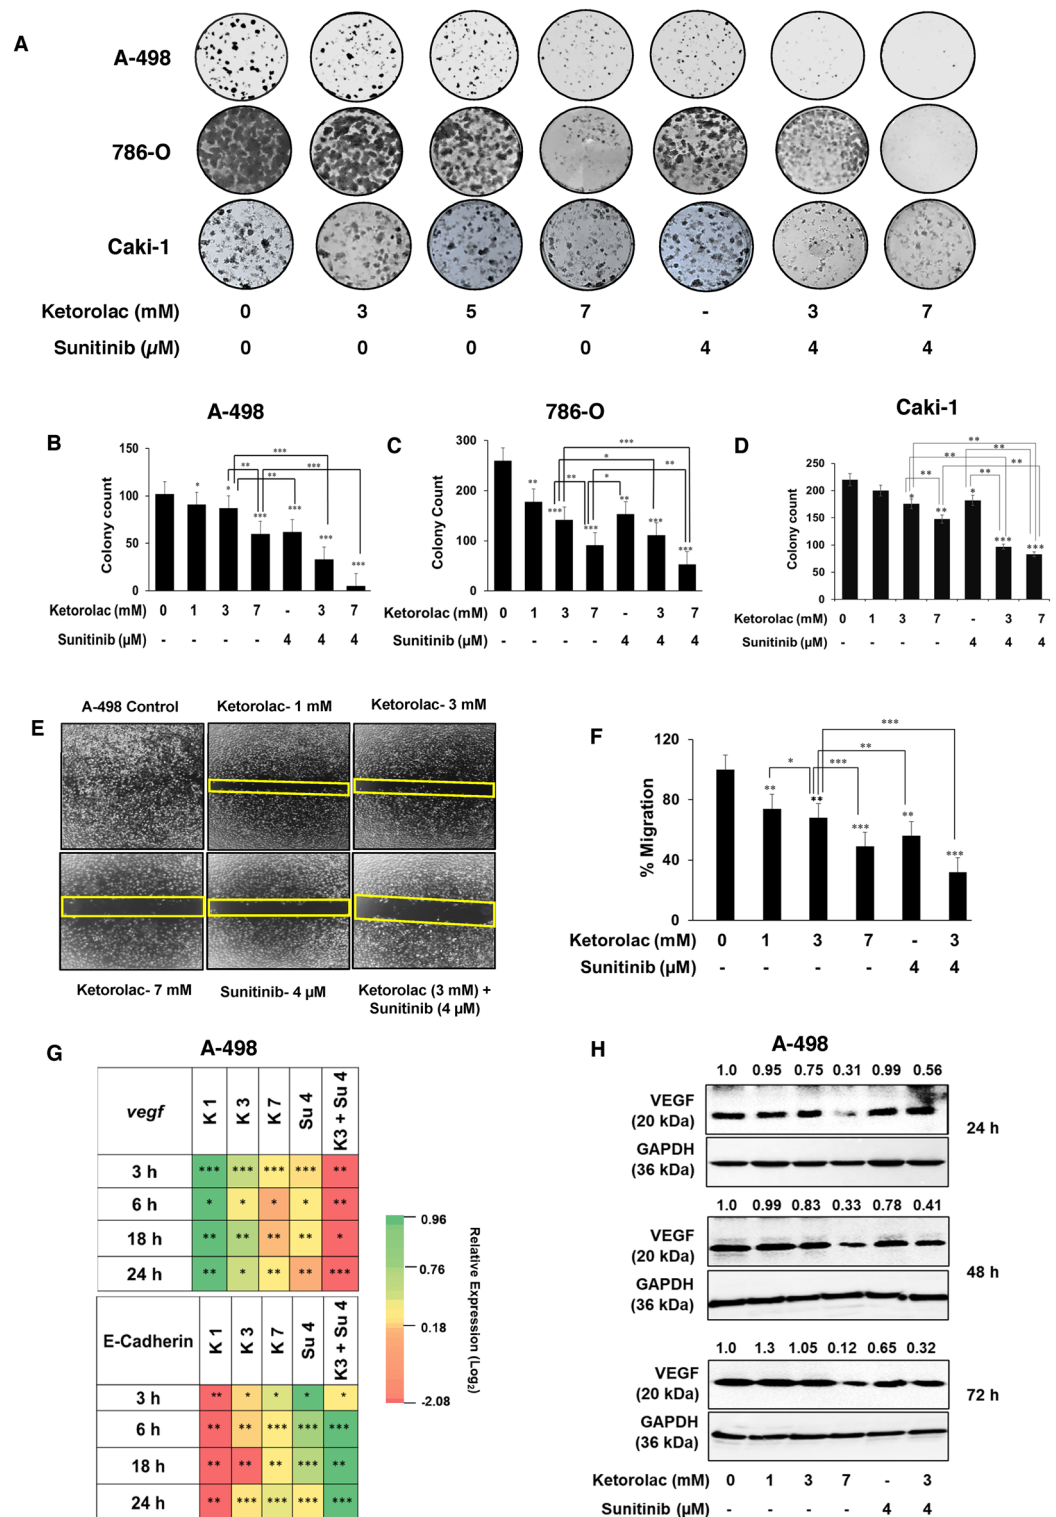 A
A-498
786-O
Caki-1
Ketorolac (mM) 0 3 5 7 - 3 7
Sunitinib (µM) 0 0 0 0 4 4 4
B
A-498
150
100
50
0
Colony count
* * *** *** *** ***
** *** ** ***
Ketorolac (mM) 0 1 3 7 - 3 7
Sunitinib (µM) - - - - 4 4 4
C
786-O
300
200
100
0
Colony count
** *** *** ** *** ***
*** * ** ** *
Ketorolac (mM) 0 1 3 7 - 3 7
Sunitinib (µM) - - - - 4 4 4
D
Caki-1
250
200
150
100
50
0
Colony count
* ** * *** ***
** ** ** ** ** **
Ketorolac (mM) 0 1 3 7 - 3 7
Sunitinib (µM) - - - - 4 4 4
E
A-498 Control
Ketorolac- 1 mM
Ketorolac- 3 mM
Ketorolac- 7 mM
Sunitinib- 4 µM
Ketorolac (3 mM) +
Sunitinib (4 µM)
F
120
80
40
0
% Migration
** ** *** ** ***
* *** ** ***
Ketorolac (mM) 0 1 3 7 - 3
Sunitinib (µM) - - - - 4 4
G
A-498
vegf K 1 K 3 K 7 Su 4 K3 + Su 4
3 h *** *** *** *** **
6 h * * * * **
18 h ** ** ** ** *
24 h ** * ** ** ***
E-Cadherin K 1 K 3 K 7 Su 4 K3 + Su 4
3 h ** * * * *
6 h ** ** *** *** ***
18 h ** ** ** *** **
24 h ** *** *** *** ***
0.96
0.76
0.18
-2.08
Relative Expression (Log2)
H
A-498
1.0 0.95 0.75 0.31 0.99 0.56
VEGF
(20 kDa)
24 h
GAPDH
(36 kDa)
1.0 0.99 0.83 0.33 0.78 0.41
VEGF
(20 kDa)
48 h
GAPDH
(36 kDa)
1.0 1.3 1.05 0.12 0.65 0.32
VEGF
(20 kDa)
72 h
GAPDH
(36 kDa)
Ketorolac (mM) 0 1 3 7 - 3
Sunitinib (µM) - - - - 4 4